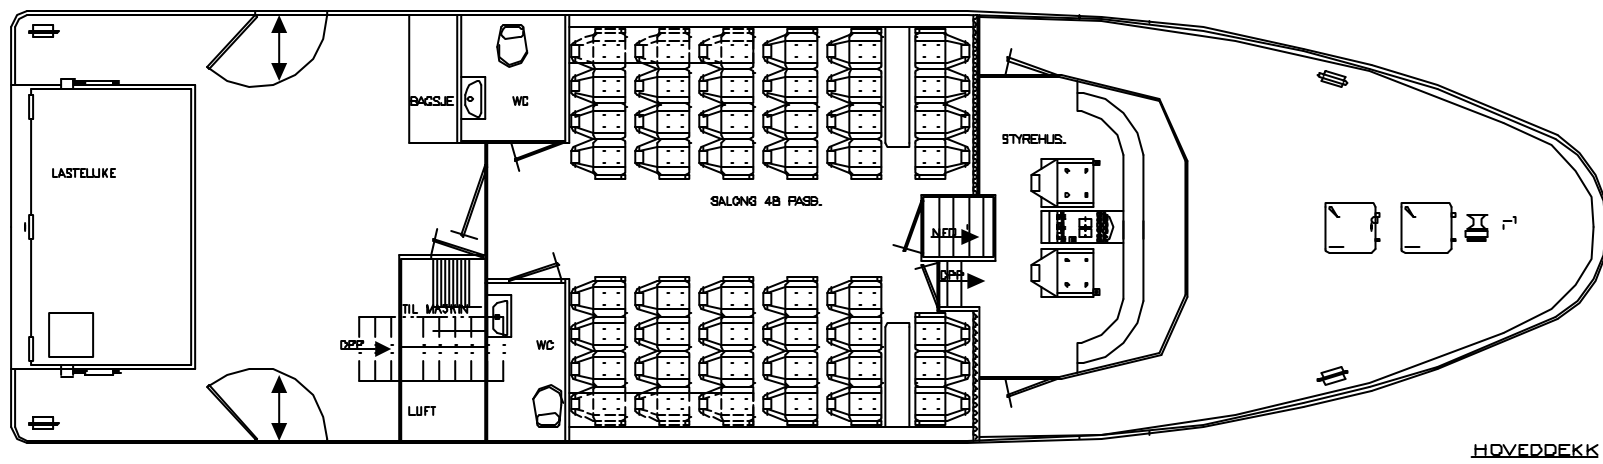 BAGSJE
WC
STYREHUS.
LASTELUKE
SALONG 48 PASS.
NED
OPP
TIL MASKIN
OPP
WC
LUFT
HOVEDDEKK